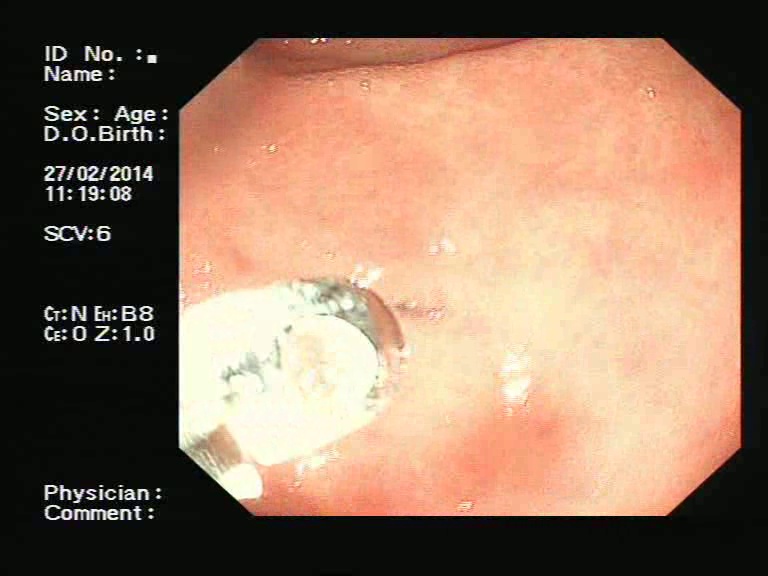 ID No. :
Name:
Sex: Age:
D.O.Birth:
27/02/2014
11:19:08
SCV:6
CT:N EH:B8
CE:0 Z:1.0
Physician:
Comment: